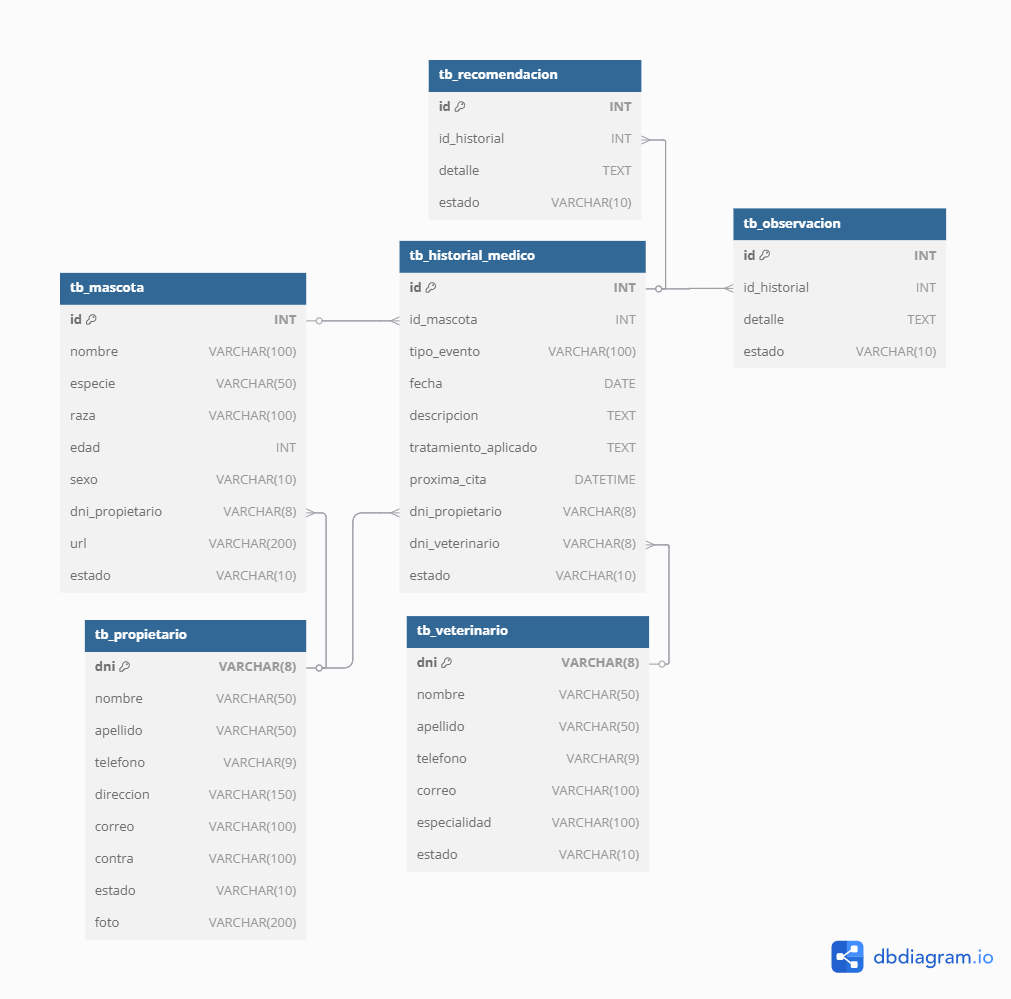 tb_recomendacion
id INT
id_historial INT
detalle TEXT
estado VARCHAR(10)
tb_observacion
id INT
id_historial INT
detalle TEXT
estado VARCHAR(10)
tb_historial_medico
id INT
id_mascota INT
tipo_evento VARCHAR(100)
fecha DATE
descripcion TEXT
tratamiento_aplicado TEXT
proxima_cita DATETIME
dni_propietario VARCHAR(8)
dni_veterinario VARCHAR(8)
estado VARCHAR(10)
tb_mascota
id INT
nombre VARCHAR(100)
especie VARCHAR(50)
raza VARCHAR(100)
edad INT
sexo VARCHAR(10)
dni_propietario VARCHAR(8)
url VARCHAR(200)
estado VARCHAR(10)
tb_propietario
dni VARCHAR(8)
nombre VARCHAR(50)
apellido VARCHAR(50)
telefono VARCHAR(9)
direccion VARCHAR(150)
correo VARCHAR(100)
contra VARCHAR(100)
estado VARCHAR(10)
foto VARCHAR(200)
tb_veterinario
dni VARCHAR(8)
nombre VARCHAR(50)
apellido VARCHAR(50)
telefono VARCHAR(9)
correo VARCHAR(100)
especialidad VARCHAR(100)
estado VARCHAR(10)
dbdiagram.io